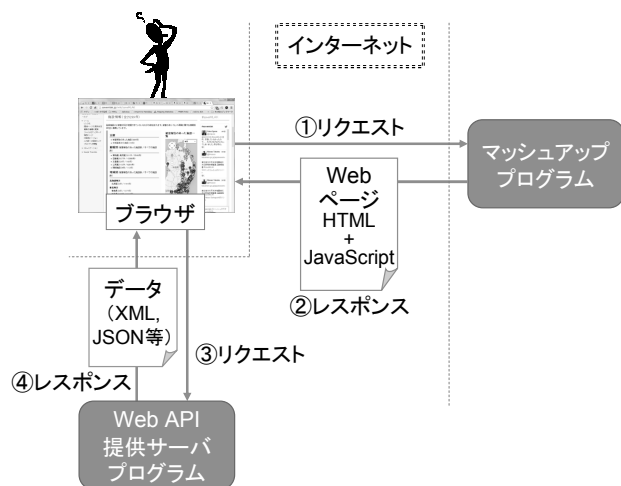 インターネット
①リクエスト
マッシュアップ
プログラム
Web
ページ
HTML
+
JavaScript
②レスポンス
ブラウザ
データ
(XML,
JSON等)
③リクエスト
④レスポンス
Web API
提供サーバ
プログラム